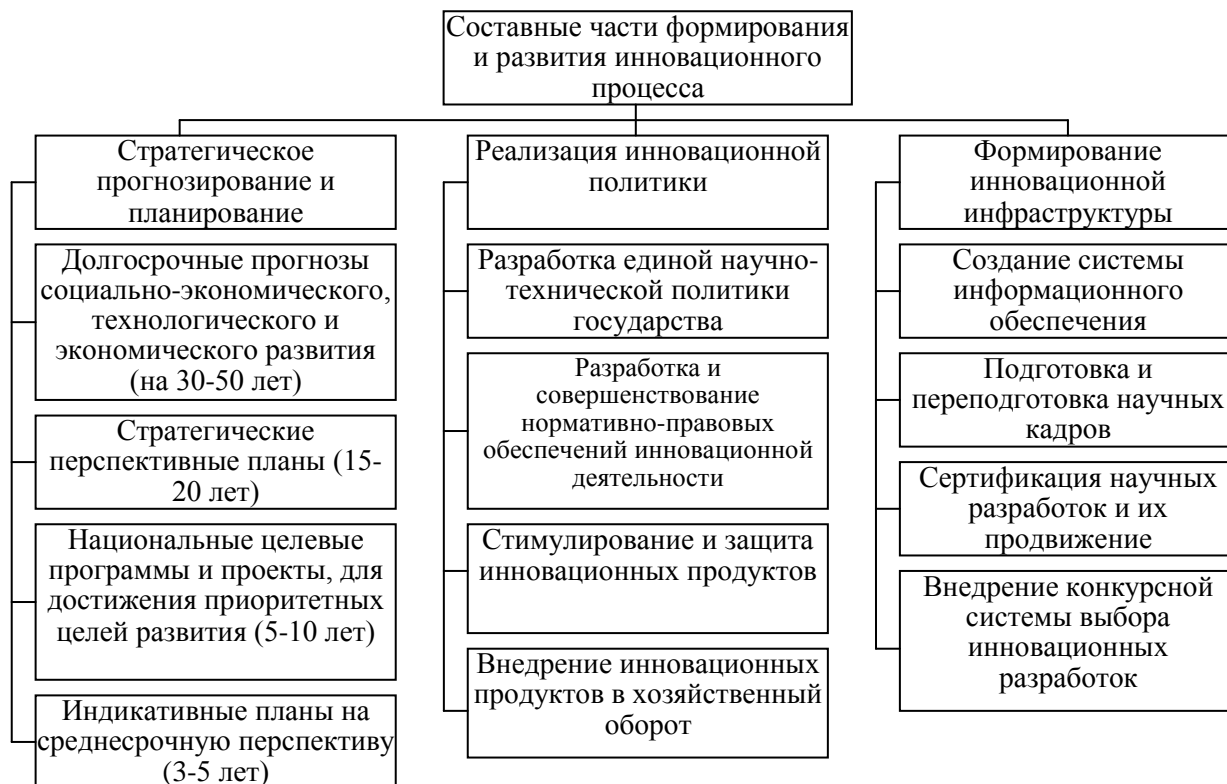 Составные части формирования
и развития инновационного
процесса
Стратегическое
прогнозирование и
планирование
Долгосрочные прогнозы
социально-экономического,
технологического и
экономического развития
(на 30-50 лет)
Стратегические
перспективные планы (15-
20 лет)
Национальные целевые
программы и проекты, для
достижения приоритетных
целей развития (5-10 лет)
Индикативные планы на
среднесрочную перспективу
(3-5 лет)
Реализация инновационной
политики
Разработка единой научно-
технической политики
государства
Разработка и
совершенствование
нормативно-правовых
обеспечений инновационной
деятельности
Стимулирование и защита
инновационных продуктов
Внедрение инновационных
продуктов в хозяйственный
оборот
Формирование
инновационной
инфраструктуры
Создание системы
информационного
обеспечения
Подготовка и
переподготовка научных
кадров
Сертификация научных
разработок и их
продвижение
Внедрение конкурсной
системы выбора
инновационных
разработок